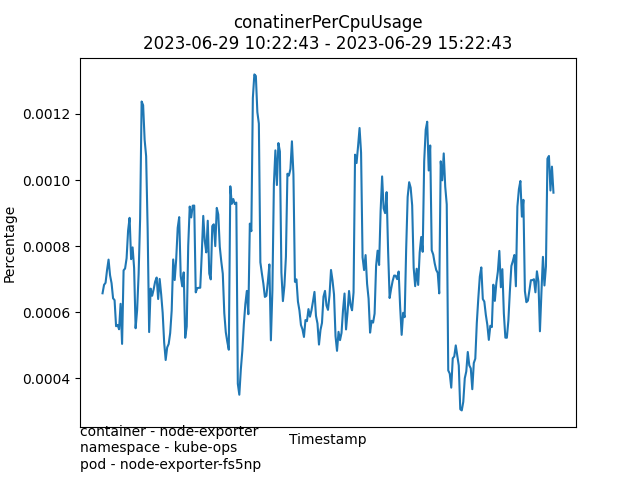 conatinerPerCpuUsage
2023-06-29 10:22:43 - 2023-06-29 15:22:43
0.0012
0.0010
0.0008
0.0006
0.0004
Percentage
Timestamp
container - node-exporter
namespace - kube-ops
pod - node-exporter-fs5np